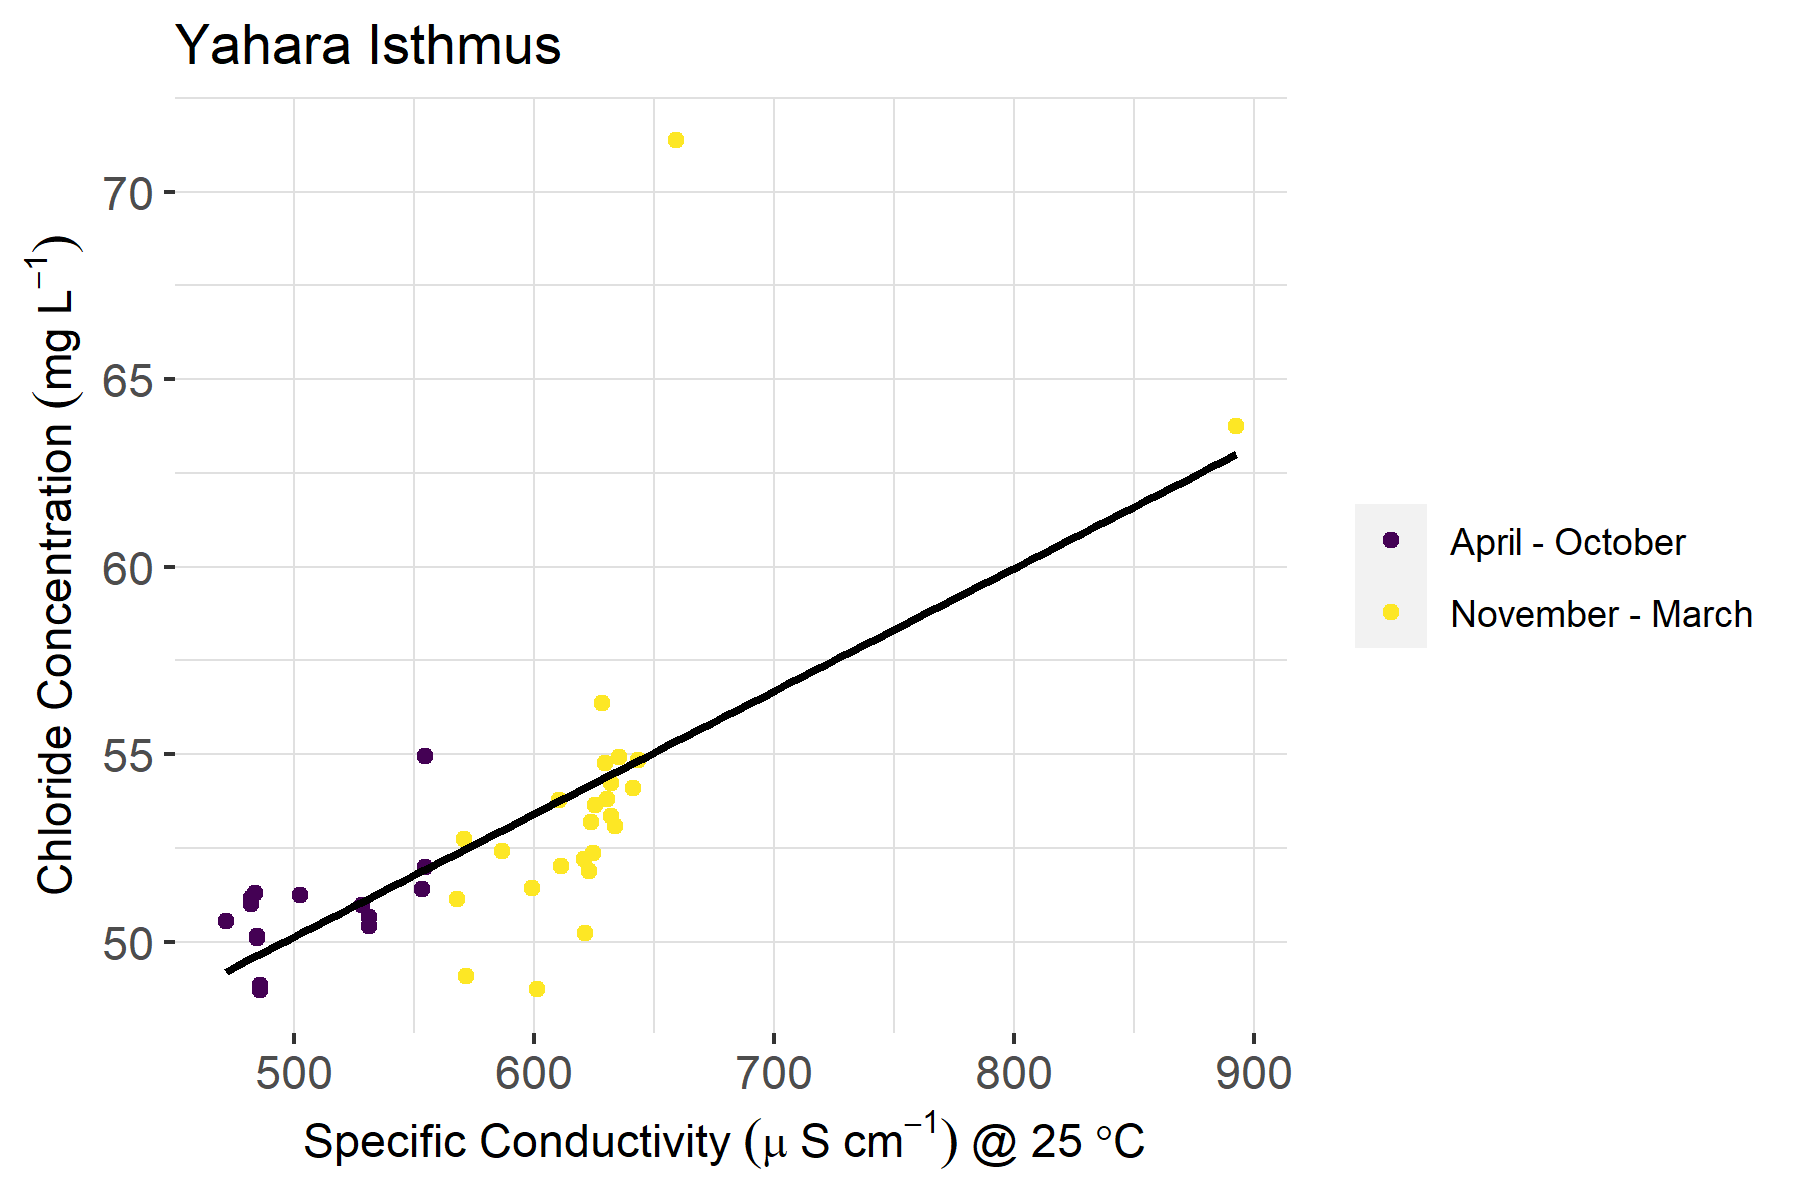 Yahara Isthmus
Chloride Concentration (mg L⁻¹)
70
65
60
55
50
500 600 700 800 900
Specific Conductivity (μ S cm⁻¹) @ 25 °C
April - October
November - March